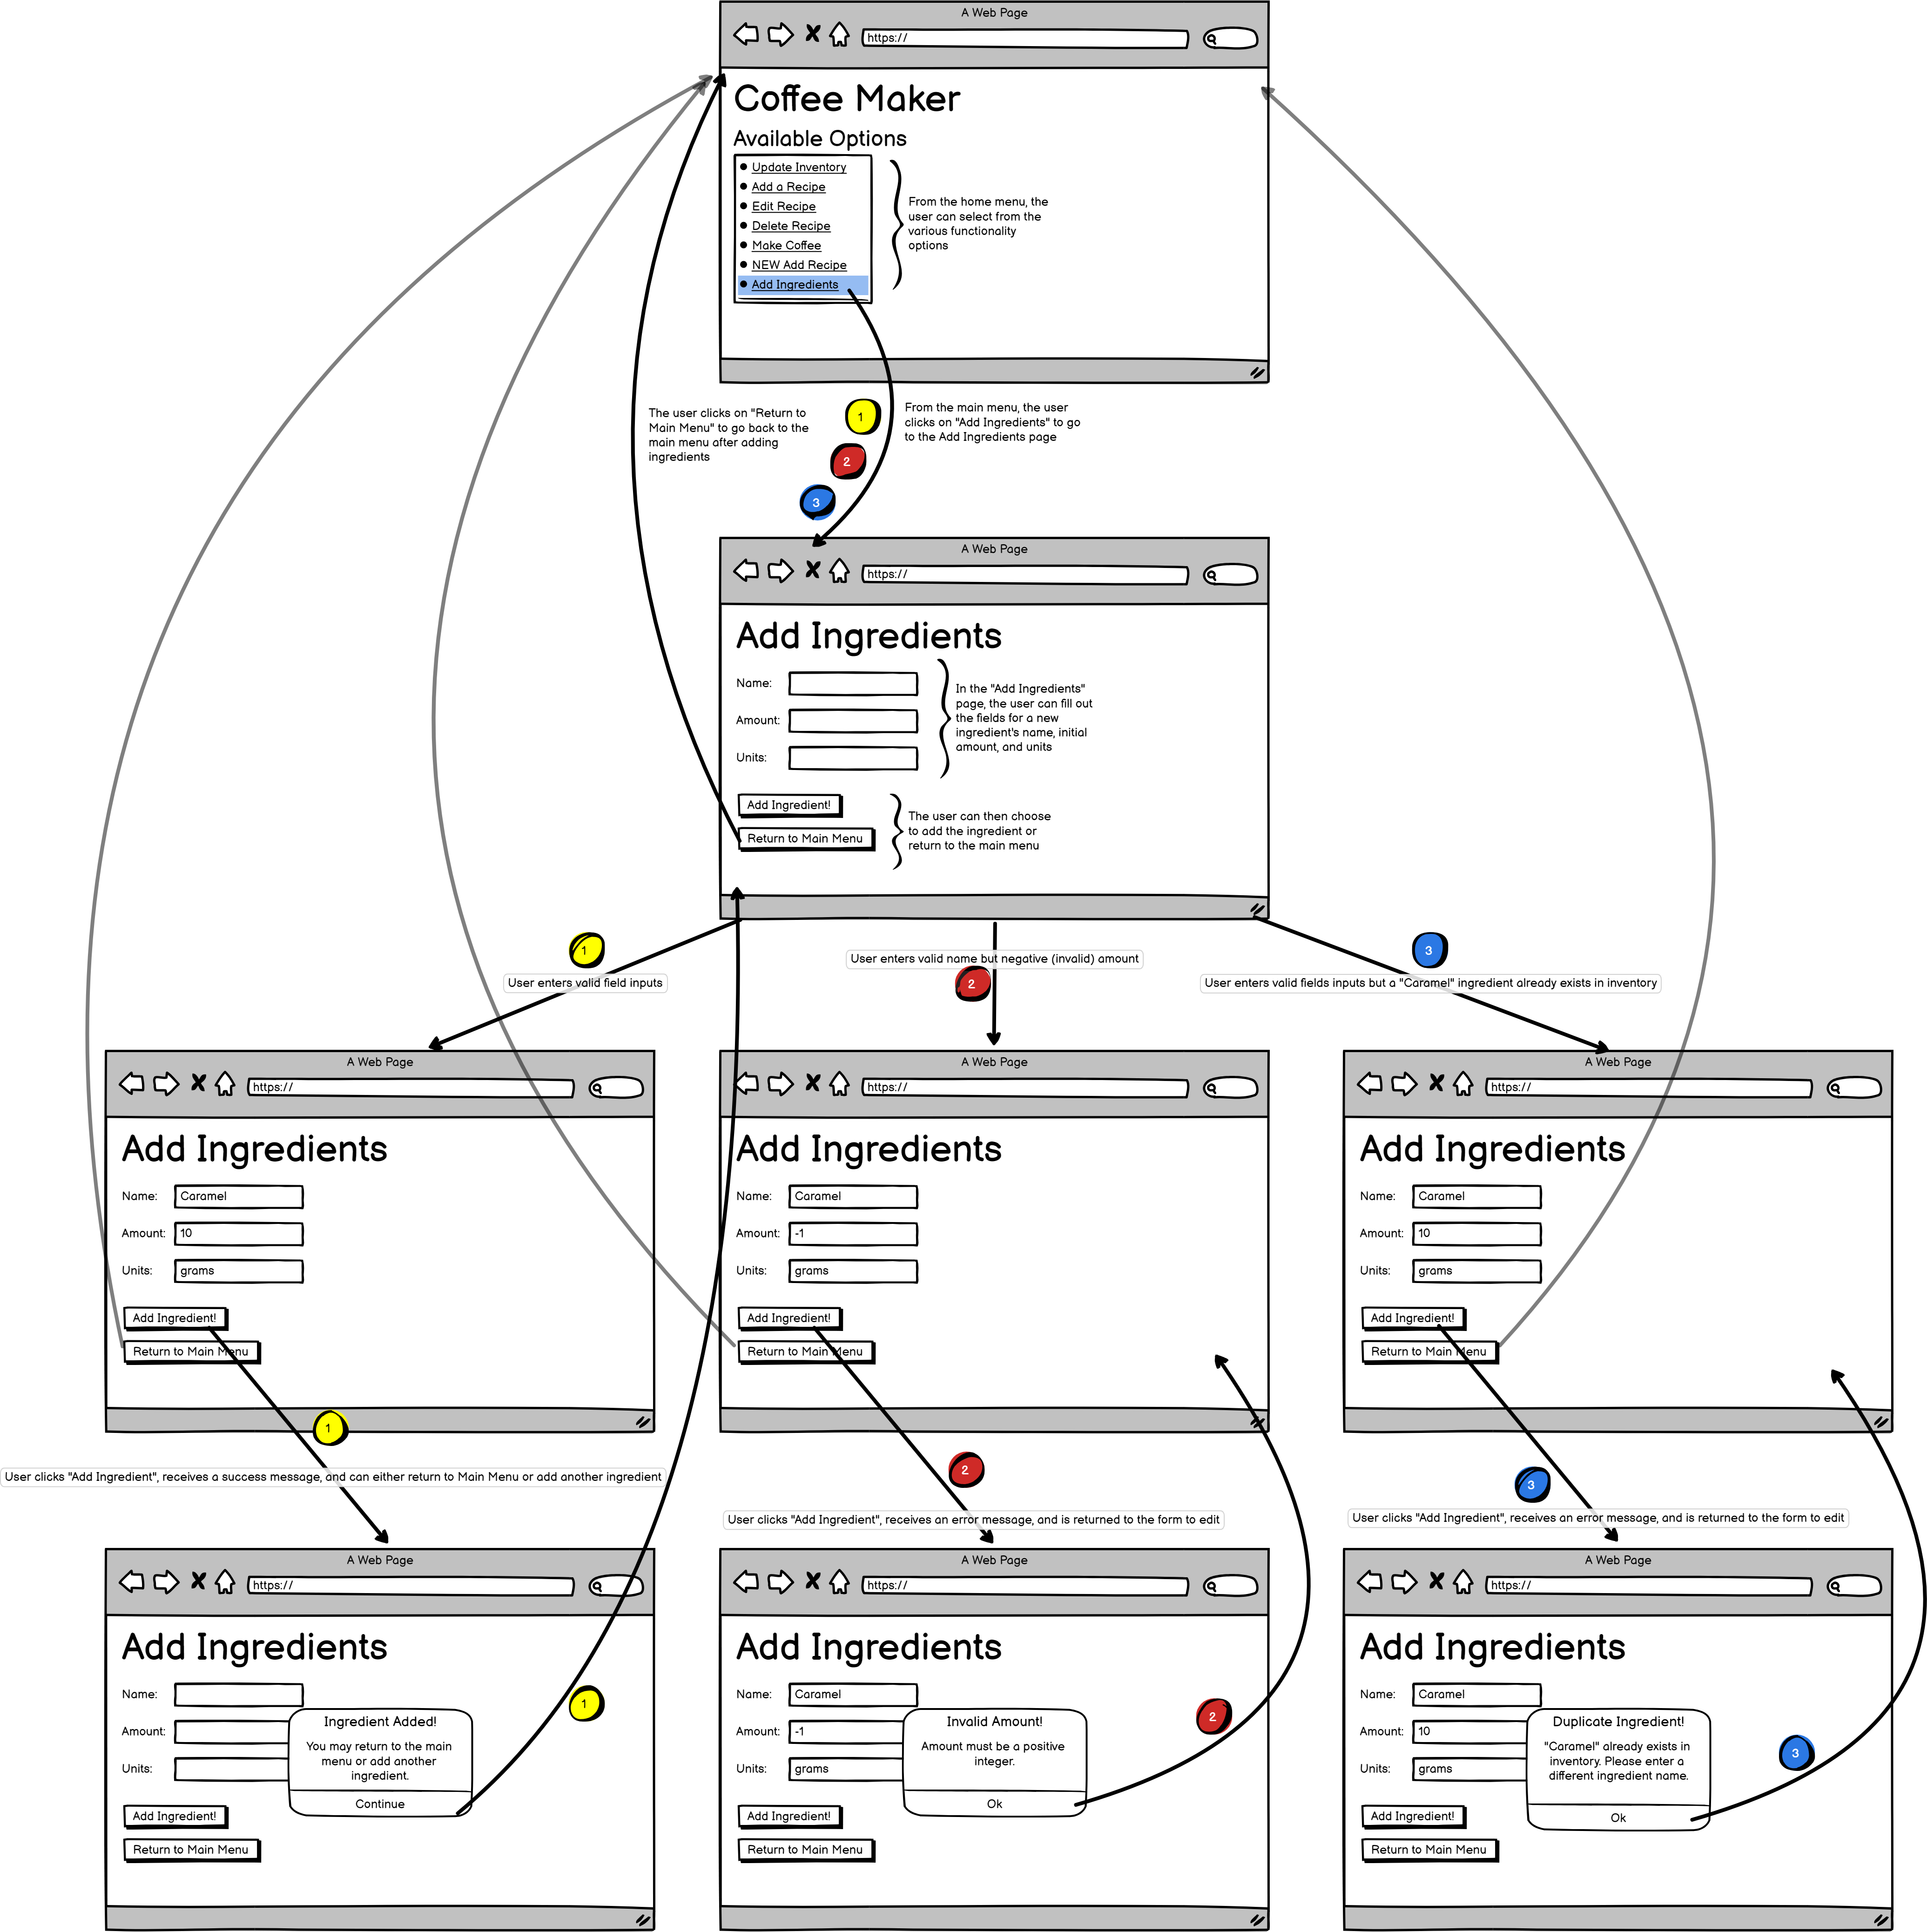 A Web Page
https://
Coffee Maker
Available Options
Update Inventory
Add a Recipe
Edit Recipe
Delete Recipe
Make Coffee
NEW Add Recipe
Add Ingredients
From the home menu, the
user can select from the
various functionality
options
The user clicks on "Return to
Main Menu" to go back to the
main menu after adding
ingredients
1
2
3
From the main menu, the user
clicks on "Add Ingredients" to go
to the Add Ingredients page
A Web Page
https://
Add Ingredients
Name:
Amount:
Units:
In the "Add Ingredients"
page, the user can fill out
the fields for a new
ingredient's name, initial
amount, and units
Add Ingredient!
Return to Main Menu
The user can then choose
to add the ingredient or
return to the main menu
1
User enters valid field inputs
User enters valid name but negative (invalid) amount
2
3
User enters valid fields inputs but a "Caramel" ingredient already exists in inventory
A Web Page
https://
Add Ingredients
Name: Caramel
Amount: 10
Units: grams
Add Ingredient!
Return to Main Menu
1
User clicks "Add Ingredient", receives a success message, and can either return to Main Menu or add another ingredient
A Web Page
https://
Add Ingredients
Name: Caramel
Amount: -1
Units: grams
Add Ingredient!
Return to Main Menu
2
User clicks "Add Ingredient", receives an error message, and is returned to the form to edit
A Web Page
https://
Add Ingredients
Name: Caramel
Amount: 10
Units: grams
Add Ingredient!
Return to Main Menu
3
User clicks "Add Ingredient", receives an error message, and is returned to the form to edit
A Web Page
https://
Add Ingredients
Name:
Amount:
Units:
Ingredient Added!
You may return to the main
menu or add another
ingredient.
Continue
1
Add Ingredient!
Return to Main Menu
A Web Page
https://
Add Ingredients
Name: Caramel
Amount: -1
Units: grams
Invalid Amount!
Amount must be a positive
integer.
Ok
2
Add Ingredient!
Return to Main Menu
A Web Page
https://
Add Ingredients
Name: Caramel
Amount: 10
Units: grams
Duplicate Ingredient!
"Caramel" already exists in
inventory. Please enter a
different ingredient name.
Ok
3
Add Ingredient!
Return to Main Menu